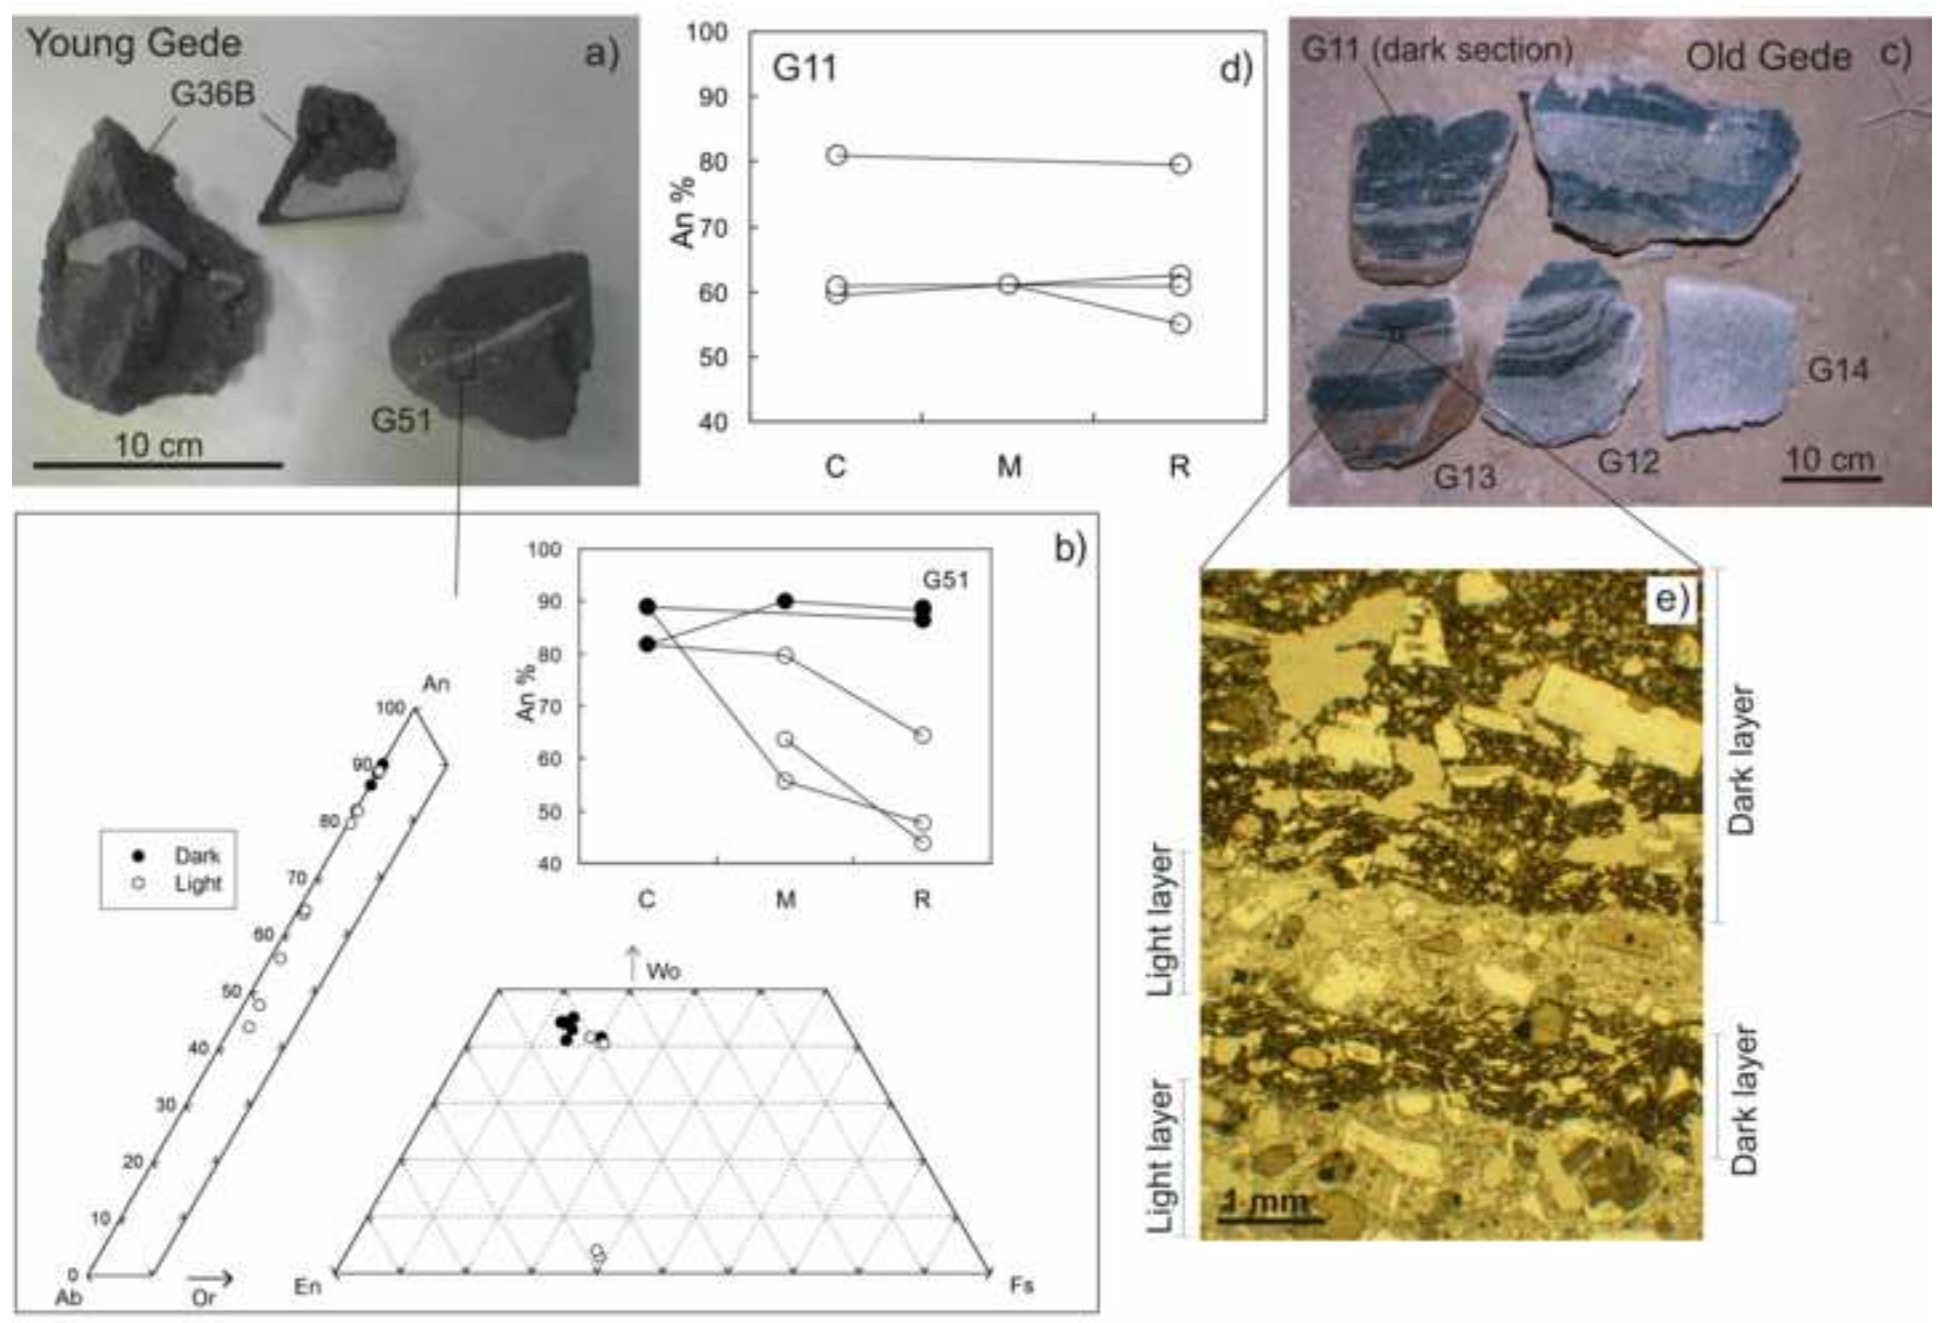 Young Gede
a)
G36B
G51
10 cm
100
90
80
70
60
50
40
An %
G11
d)
C M R
G11 (dark section)
Old Gede
c)
G14
G12
G13
10 cm
b)
100
90
80
70
60
50
40
An %
G51
C M R
An
100
90
80
70
60
50
40
30
20
10
0
Ab
Or
Dark
Light
Wo
En
Fs
e)
Dark layer
Light layer
Dark layer
Light layer
1 mm